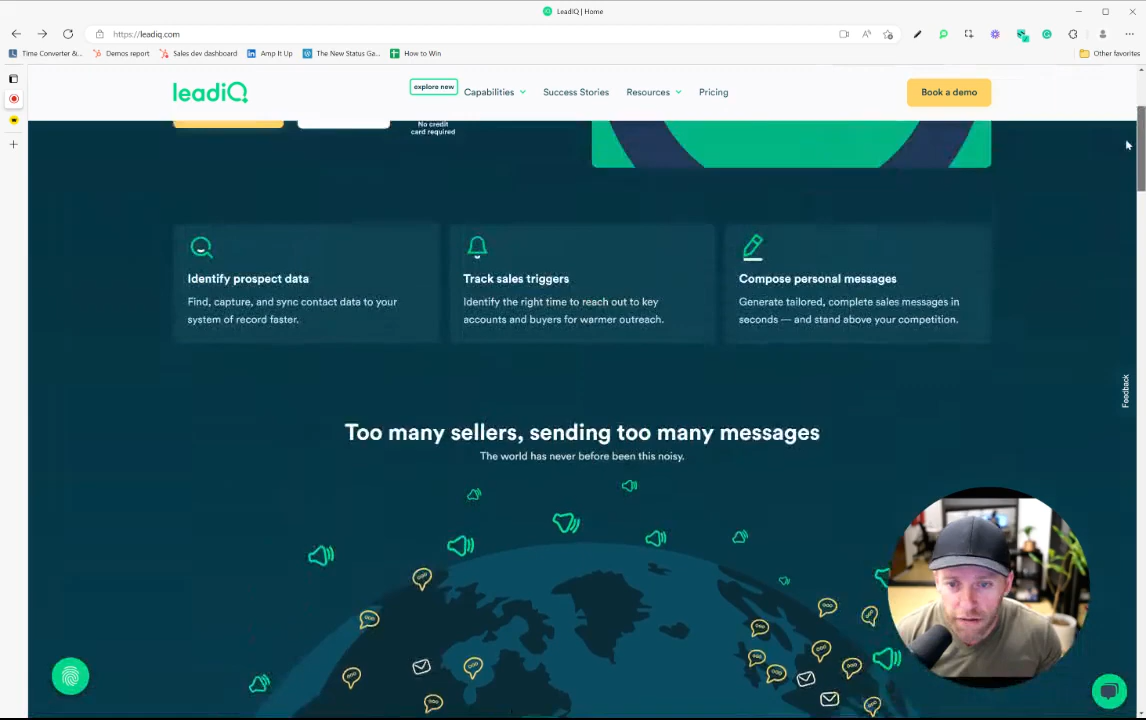 LeadIQ | Home
https://leadiq.com
Time Converter &...
Demos report
Sales dev dashboard
Amp It Up
The New Status Ga...
How to Win
Other favorites
leadiQ
explore new
Capabilities
Success Stories
Resources
Pricing
Book a demo
No credit
card required
Identify prospect data
Find, capture, and sync contact data to your
system of record faster.
Track sales triggers
Identify the right time to reach out to key
accounts and buyers for warmer outreach.
Compose personal messages
Generate tailored, complete sales messages in
seconds — and stand above your competition.
Feedback
Too many sellers, sending too many messages
The world has never before been this noisy.